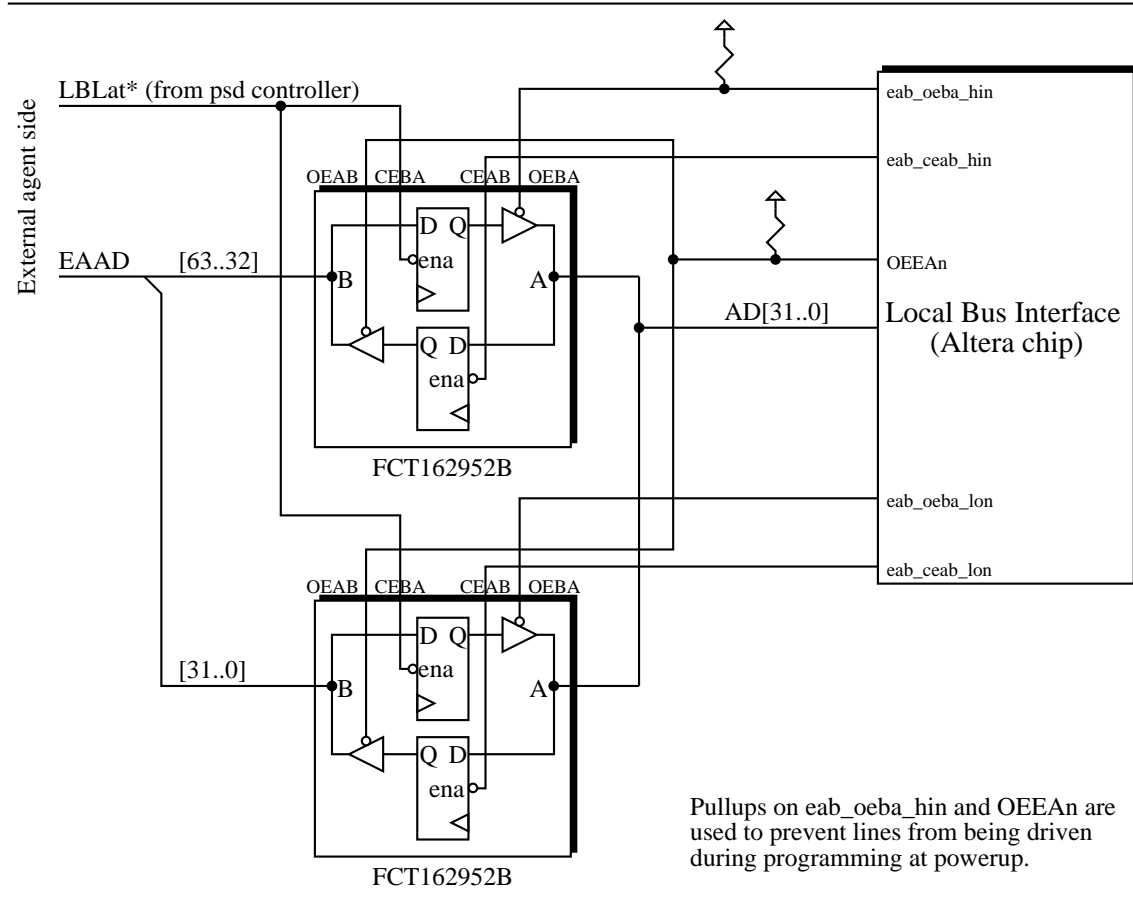 External agent side
LBLat* (from psd controller)
EAAD
[63..32]
OEAB CEBA CEAB OEBA
D Q
ena
B
A
Q D
ena
FCT162952B
eab_oeba_hin
eab_ceab_hin
OEEAn
AD[31..0]
Local Bus Interface
(Altera chip)
eab_oeba_lon
eab_ceab_lon
OEAB CEBA CEAB OEBA
D Q
ena
[31..0]
B
A
Q D
ena
FCT162952B
Pullups on eab_oeba_hin and OEEAn are
used to prevent lines from being driven
during programming at powerup.